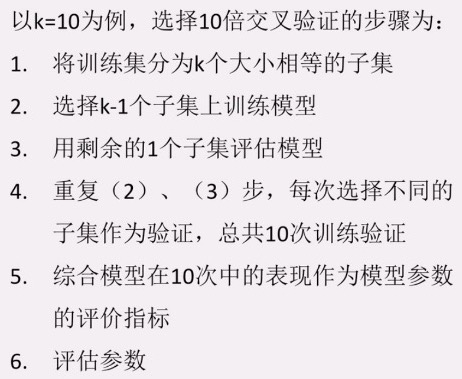 以k=10为例，选择10倍交叉验证的步骤为：
1. 将训练集分为k个大小相等的子集
2. 选择k-1个子集上训练模型
3. 用剩余的1个子集评估模型
4. 重复（2）、（3）步，每次选择不同的
子集作为验证，总共10次训练验证
5. 综合模型在10次中的表现作为模型参数
的评价指标
6. 评估参数